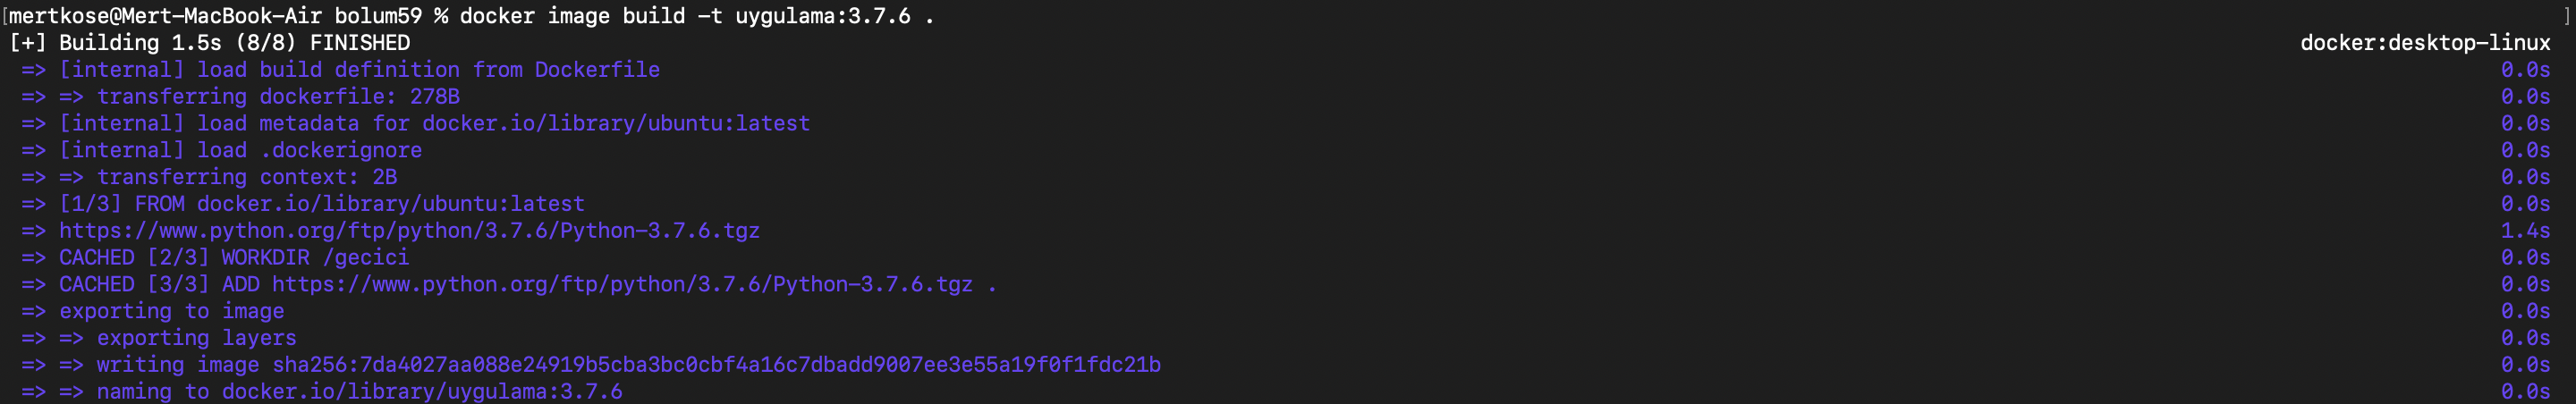 [mertkose@Mert-MacBook-Air bolum59 % docker image build -t uygulama:3.7.6 . ]
[+] Building 1.5s (8/8) FINISHED docker:desktop-linux
=> [internal] load build definition from Dockerfile 0.0s
=> => transferring dockerfile: 278B 0.0s
=> [internal] load metadata for docker.io/library/ubuntu:latest 0.0s
=> [internal] load .dockerignore 0.0s
=> => transferring context: 2B 0.0s
=> [1/3] FROM docker.io/library/ubuntu:latest 0.0s
=> https://www.python.org/ftp/python/3.7.6/Python-3.7.6.tgz 1.4s
=> CACHED [2/3] WORKDIR /gecici 0.0s
=> CACHED [3/3] ADD https://www.python.org/ftp/python/3.7.6/Python-3.7.6.tgz . 0.0s
=> exporting to image 0.0s
=> => exporting layers 0.0s
=> => writing image sha256:7da4027aa088e24919b5cba3bc0cbf4a16c7dbadd9007ee3e55a19f0f1fdc21b 0.0s
=> => naming to docker.io/library/uygulama:3.7.6 0.0s